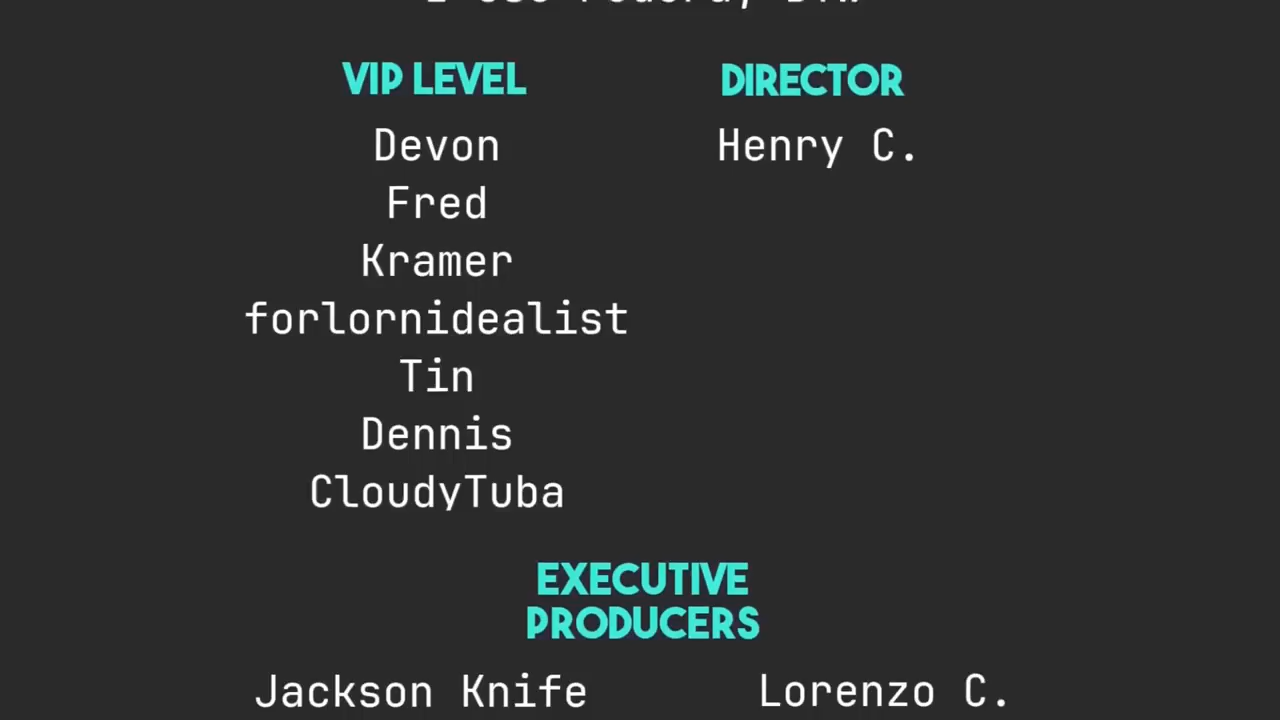 VIP LEVEL
DIRECTOR
Devon
Henry C.
Fred
Kramer
forlornidealist
Tin
Dennis
CloudyTuba
EXECUTIVE
PRODUCERS
Jackson Knife
Lorenzo C.